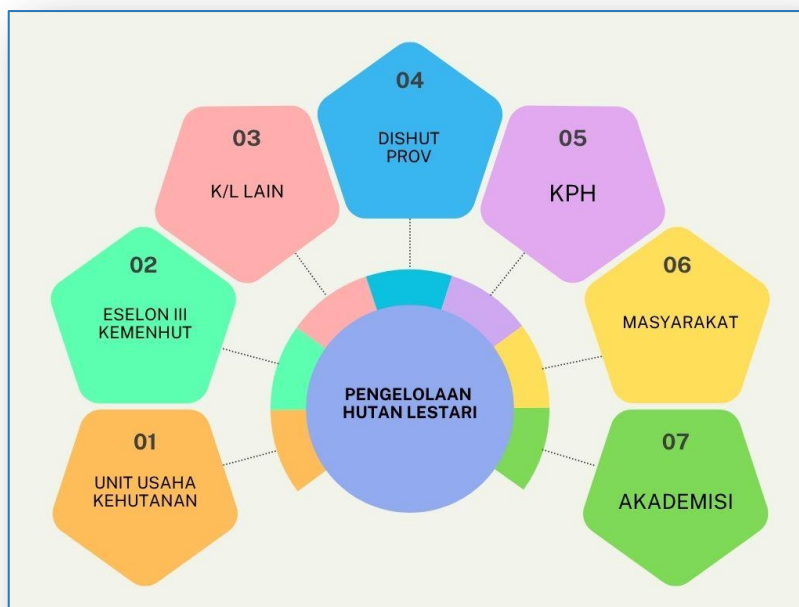 01
UNIT USAHA
KEHUTANAN
02
ESELON III
KEMENHUT
03
K/L LAIN
04
DISHUT
PROV
05
KPH
06
MASYARAKAT
07
AKADEMISI
PENGELOLAAN
HUTAN LESTARI